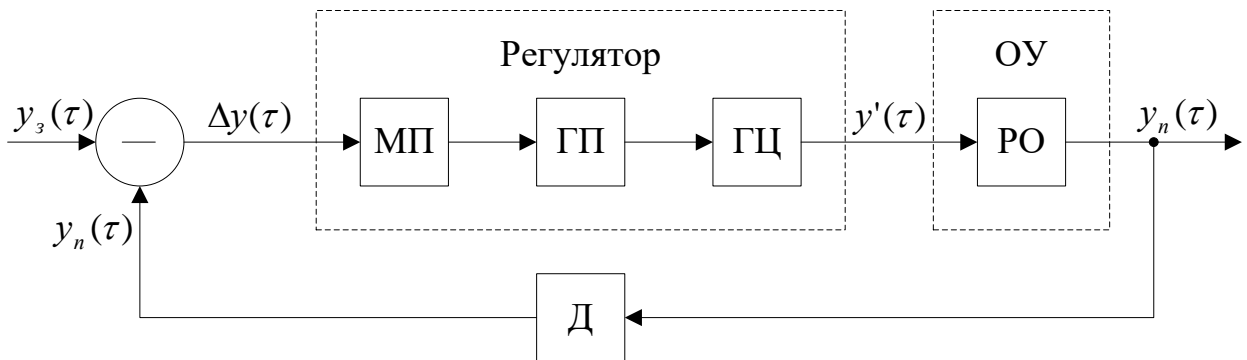 Регулятор
ОУ
y_з(τ)
Δy(τ)
y'(τ)
y_п(τ)
—
МП
ГП
ГЦ
РО
y_п(τ)
Д